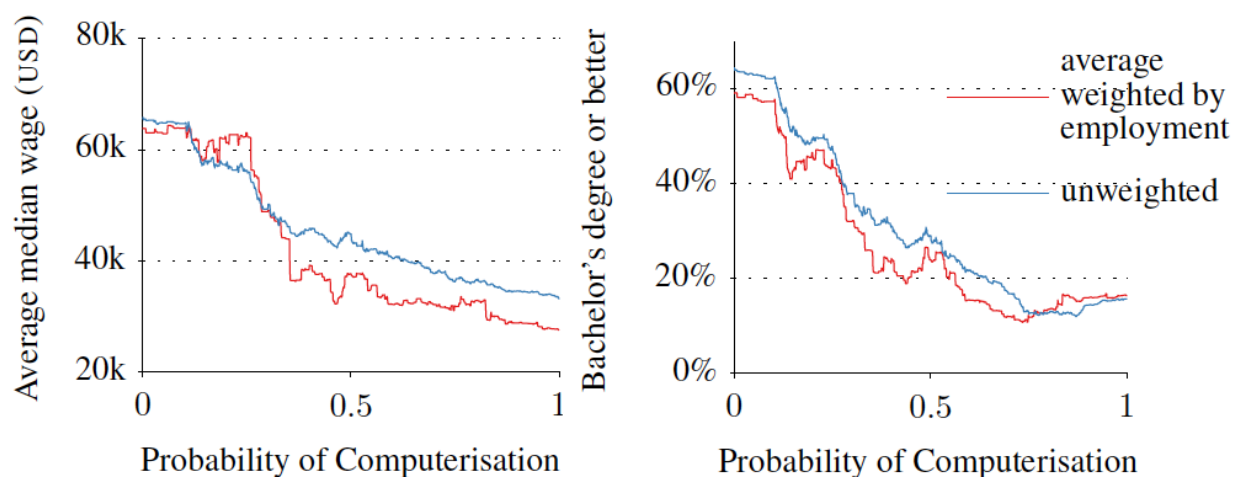 Average median wage (USD)
80k
60k
40k
20k
0
0.5
1
Probability of Computerisation
Bachelor's degree or better
60%
40%
20%
0%
0
0.5
1
Probability of Computerisation
average
weighted by
employment
unweighted